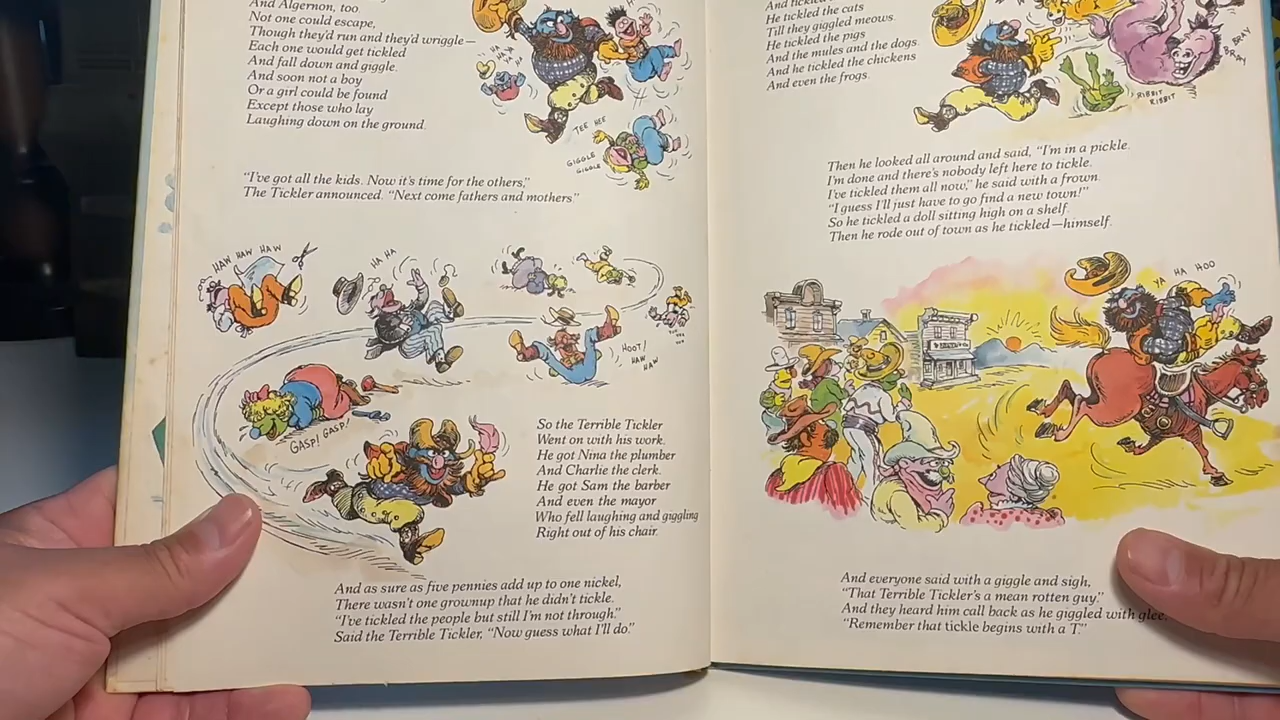 And Algernon, too.
Not one could escape,
Though they'd run and they'd wriggle—
Each one would get tickled
And fall down and giggle.
And soon not a boy
Or a girl could be found
Except those who lay
Laughing down on the ground.
HA HA
TEE HEE
GIGGLE
GIGGLE
"I've got all the kids. Now it's time for the others,"
The Tickler announced. "Next come fathers and mothers"
HAW HAW HAW
HA HA
HOOT!
HAW
HAW
GASP! GASP!
So the Terrible Tickler
Went on with his work.
He got Nina the plumber
And Charlie the clerk.
He got Sam the barber
And even the mayor
Who fell laughing and giggling
Right out of his chair.
And as sure as five pennies add up to one nickel,
There wasn't one grownup that he didn't tickle.
"I've tickled the people but still I'm not through."
Said the Terrible Tickler, "Now guess what I'll do."
He tickled the cats
Till they giggled meows.
He tickled the pigs
And the mules and the dogs.
And he tickled the chickens
And even the frogs.
BRAY
BRAY
RIBBIT
RIBBIT
Then he looked all around and said, "I'm in a pickle.
I'm done and there's nobody left here to tickle.
I've tickled them all now," he said with a frown.
"I guess I'll just have to go find a new town!"
So he tickled a doll sitting high on a shelf.
Then he rode out of town as he tickled—himself.
YA HA HOO
And everyone said with a giggle and sigh,
"That Terrible Tickler's a mean rotten guy."
And they heard him call back as he giggled with glee,
"Remember that tickle begins with a T."